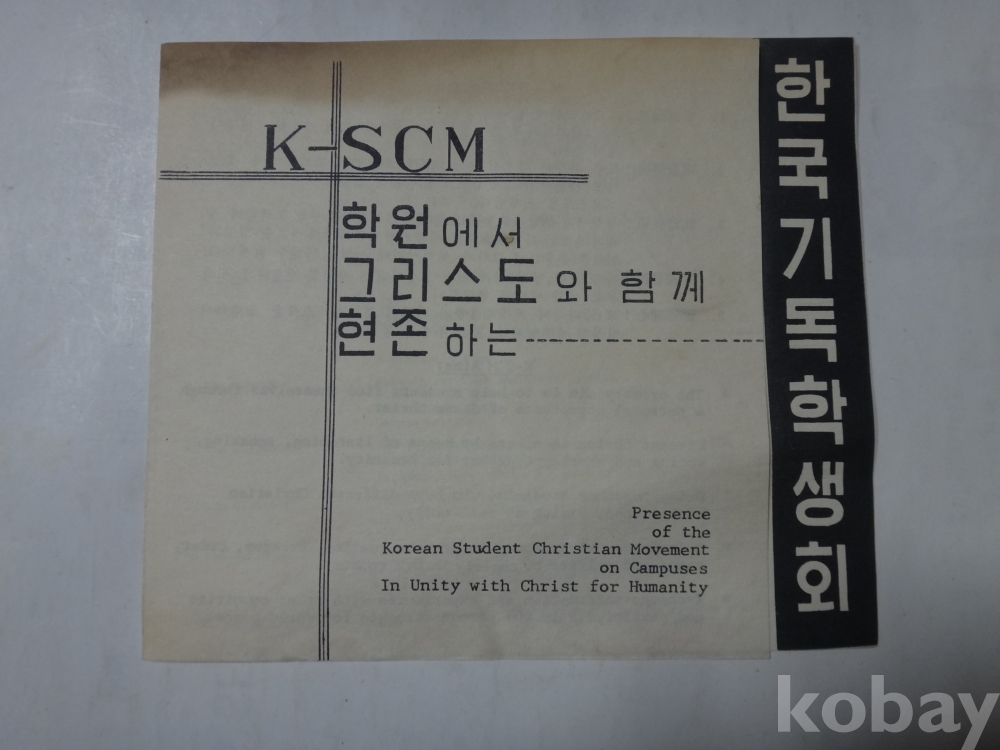 K-SCM
학원에서
그리스도와 함께
현존하는----------------------
Presence
of the
Korean Student Christian Movement
on Campuses
In Unity with Christ for Humanity
한국기독학생회
kobay